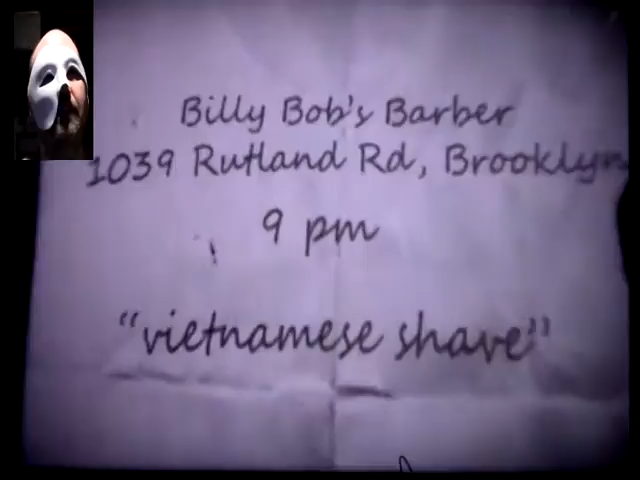 Billy Bob's Barber
1039 Rutland Rd, Brooklyn
9 pm
"vietnamese shave"